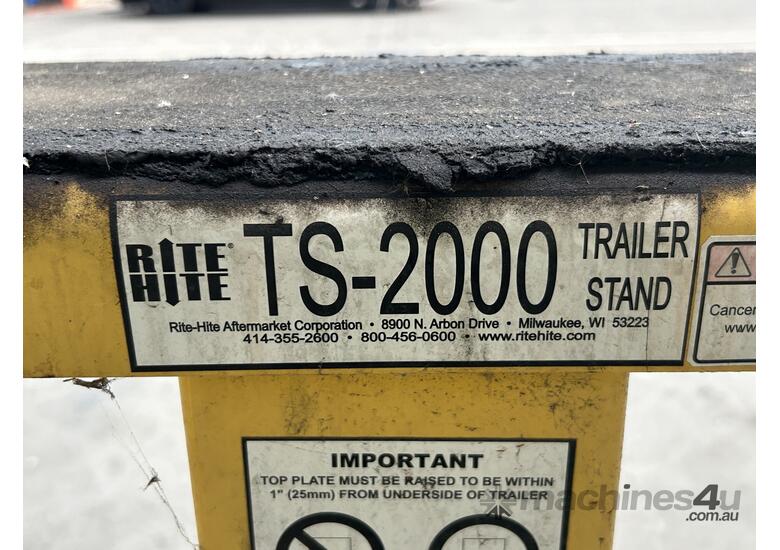 RITE HITE® TS-2000 TRAILER STAND
Rite-Hite Aftermarket Corporation • 8900 N. Arbon Drive • Milwaukee, WI 53223
414-355-2600 • 800-456-0600 • www.ritehite.com
Cancer
www
IMPORTANT
TOP PLATE MUST BE RAISED TO BE WITHIN
1" (25mm) FROM UNDERSIDE OF TRAILER
machines4u
.com.au